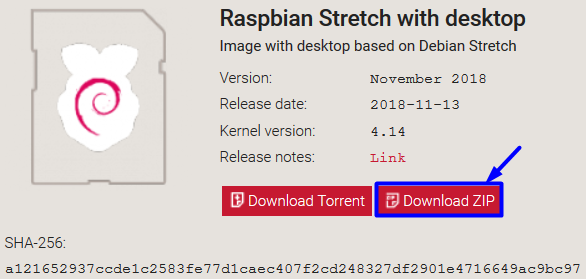 Raspbian Stretch with desktop
Image with desktop based on Debian Stretch
Version: November 2018
Release date: 2018-11-13
Kernel version: 4.14
Release notes: Link
Download Torrent Download ZIP
SHA-256:
a121652937ccde1c2583fe77d1caec407f2cd248327df2901e4716649ac9bc97